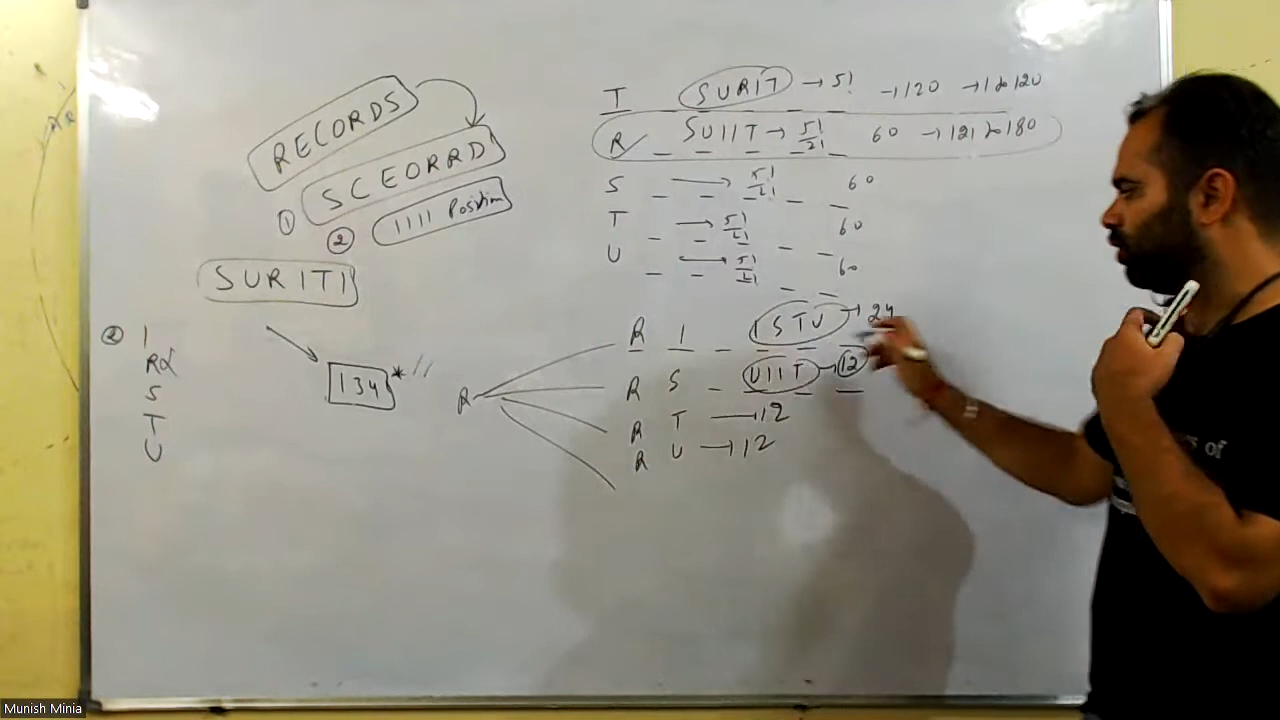 RECORDS
SCEORRD
① ② 1111 Position
SURITI
② I
R2
S
T
U
134 *
T SURIT → 5! → 120 → 1 to 120
R ✓ SUIIT → 5!/2! 60 → 121 to 180
S → 5!/2! 60
T → 5!/2! 60
U → 5!/2! 60
R
R I ISTU → 24
R S UIIT → 12
R T → 12
R U → 12
s of
Munish Minia